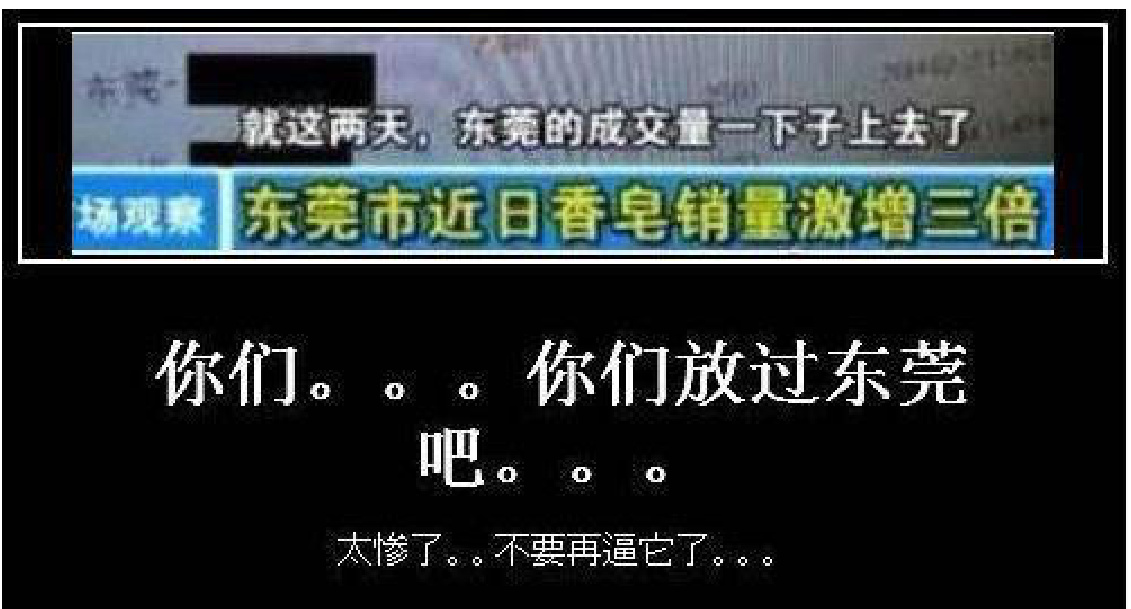 东莞
就这两天，东莞的成交量一下子上去了
场观察
东莞市近日香皂销量激增三倍
你们。。。你们放过东莞
吧。。。
太惨了。。不要再逼它了。。。